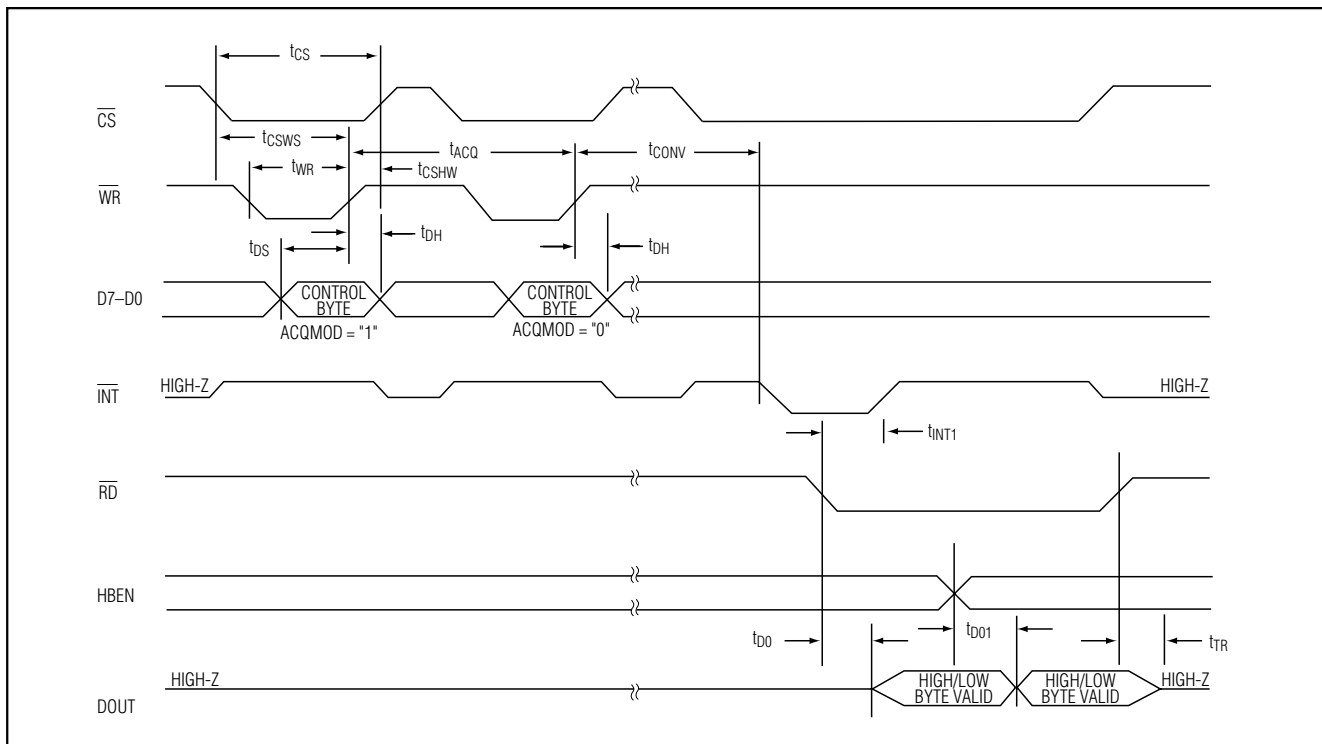 tCS
CS
tCSWS
tACQ
tCONV
tWR
tCSHW
WR
tDH
tDS
tDH
D7–D0
CONTROL
BYTE
CONTROL
BYTE
ACQMOD = "1"
ACQMOD = "0"
INT
HIGH-Z
HIGH-Z
tINT1
RD
HBEN
tD0
tD01
tTR
DOUT
HIGH-Z
HIGH/LOW
BYTE VALID
HIGH/LOW
BYTE VALID
HIGH-Z